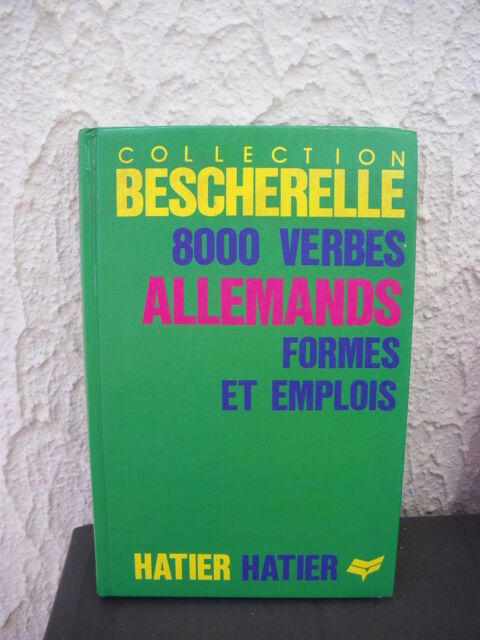 COLLECTION
BESCHERELLE
8000 VERBES
ALLEMANDS
FORMES
ET EMPLOIS
HATIER HATIER